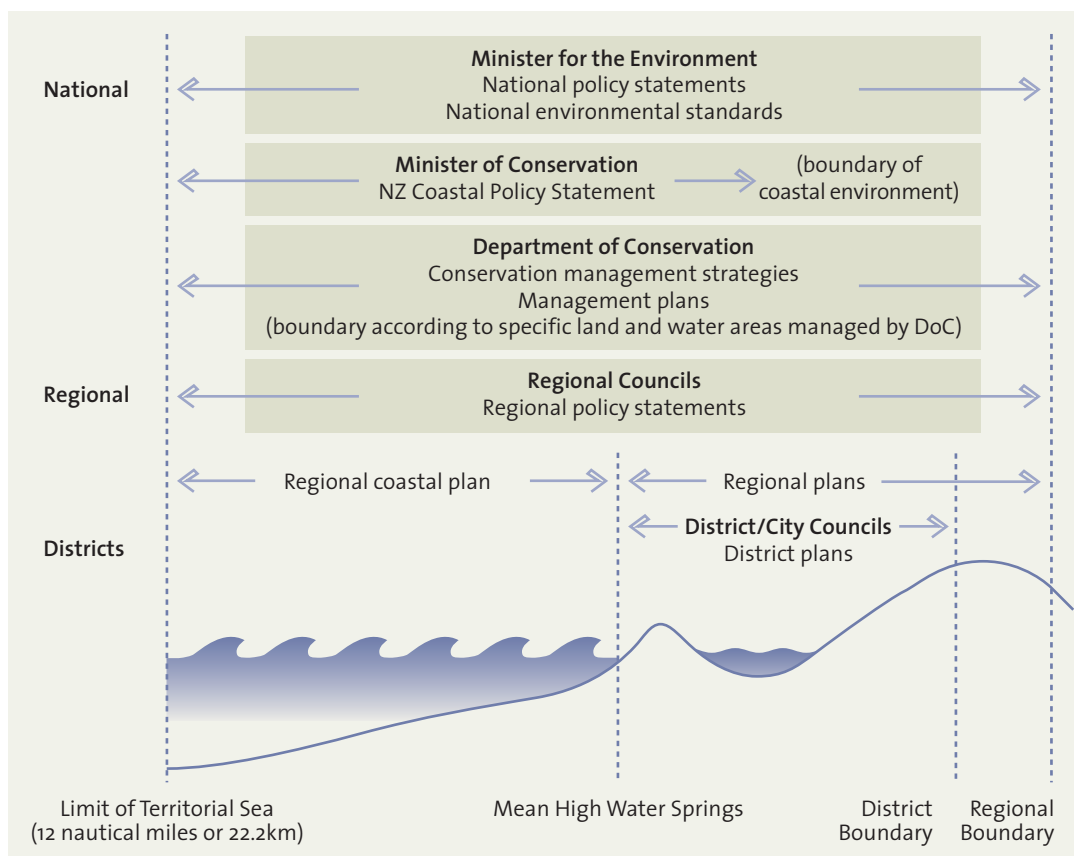 National
Minister for the Environment
National policy statements
National environmental standards
Minister of Conservation
NZ Coastal Policy Statement
(boundary of
coastal environment)
Department of Conservation
Conservation management strategies
Management plans
(boundary according to specific land and water areas managed by DoC)
Regional
Regional Councils
Regional policy statements
Regional coastal plan
Regional plans
Districts
District/City Councils
District plans
Limit of Territorial Sea
(12 nautical miles or 22.2km)
Mean High Water Springs
District
Boundary
Regional
Boundary